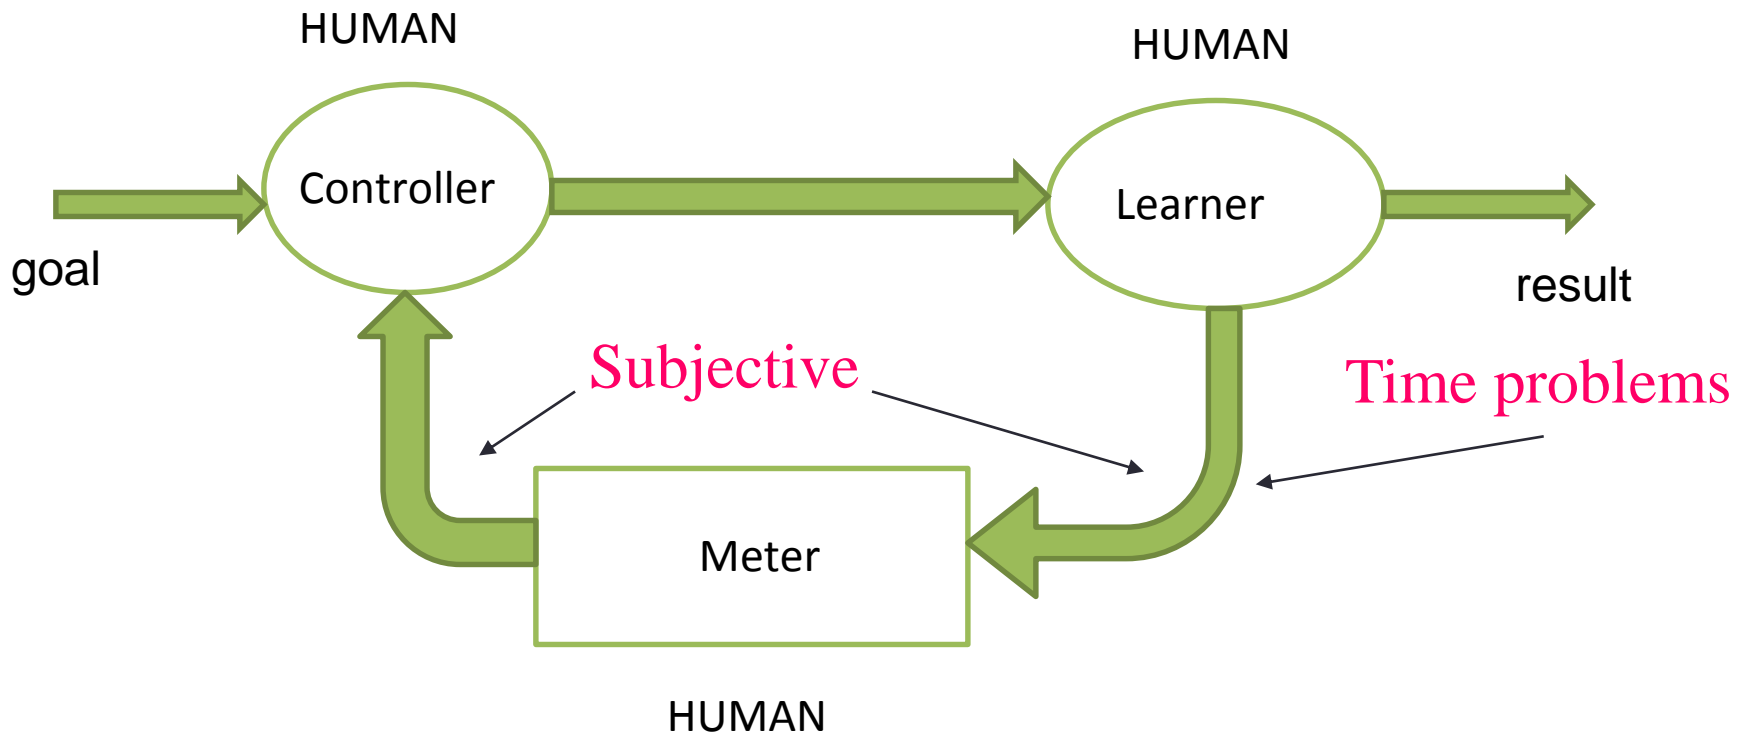 HUMAN
HUMAN
Controller
Learner
goal
result
Subjective
Time problems
Meter
HUMAN